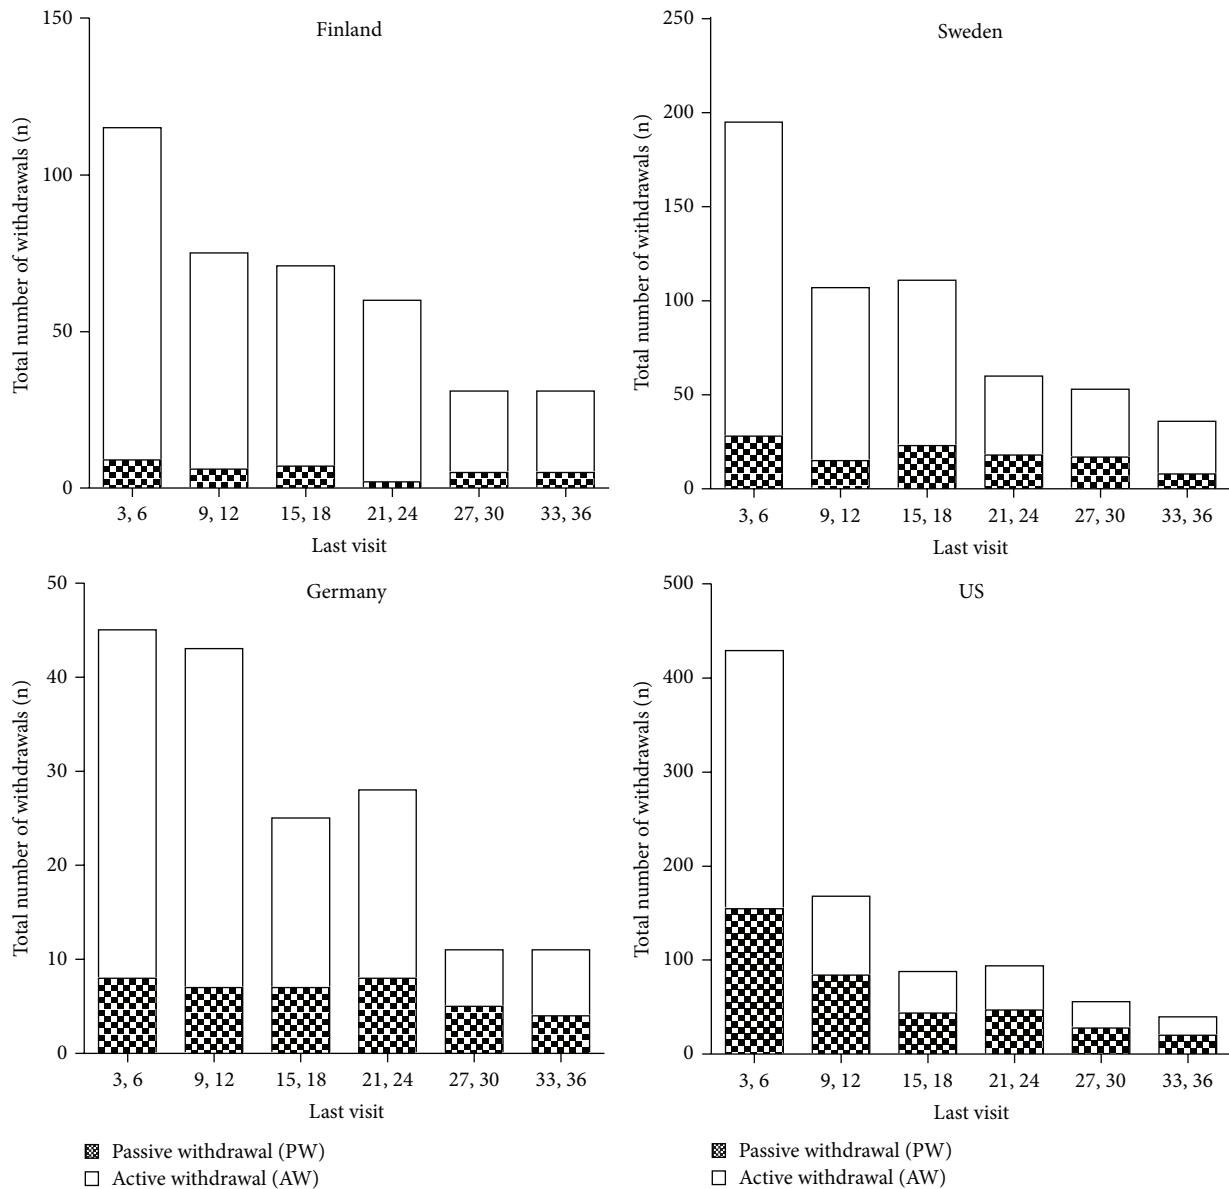 Finland
Total number of withdrawals (n)
150
100
50
0
3, 6 9, 12 15, 18 21, 24 27, 30 33, 36
Last visit
Sweden
Total number of withdrawals (n)
250
200
150
100
50
0
3, 6 9, 12 15, 18 21, 24 27, 30 33, 36
Last visit
Germany
Total number of withdrawals (n)
50
40
30
20
10
0
3, 6 9, 12 15, 18 21, 24 27, 30 33, 36
Last visit
Passive withdrawal (PW)
Active withdrawal (AW)
US
Total number of withdrawals (n)
500
400
300
200
100
0
3, 6 9, 12 15, 18 21, 24 27, 30 33, 36
Last visit
Passive withdrawal (PW)
Active withdrawal (AW)